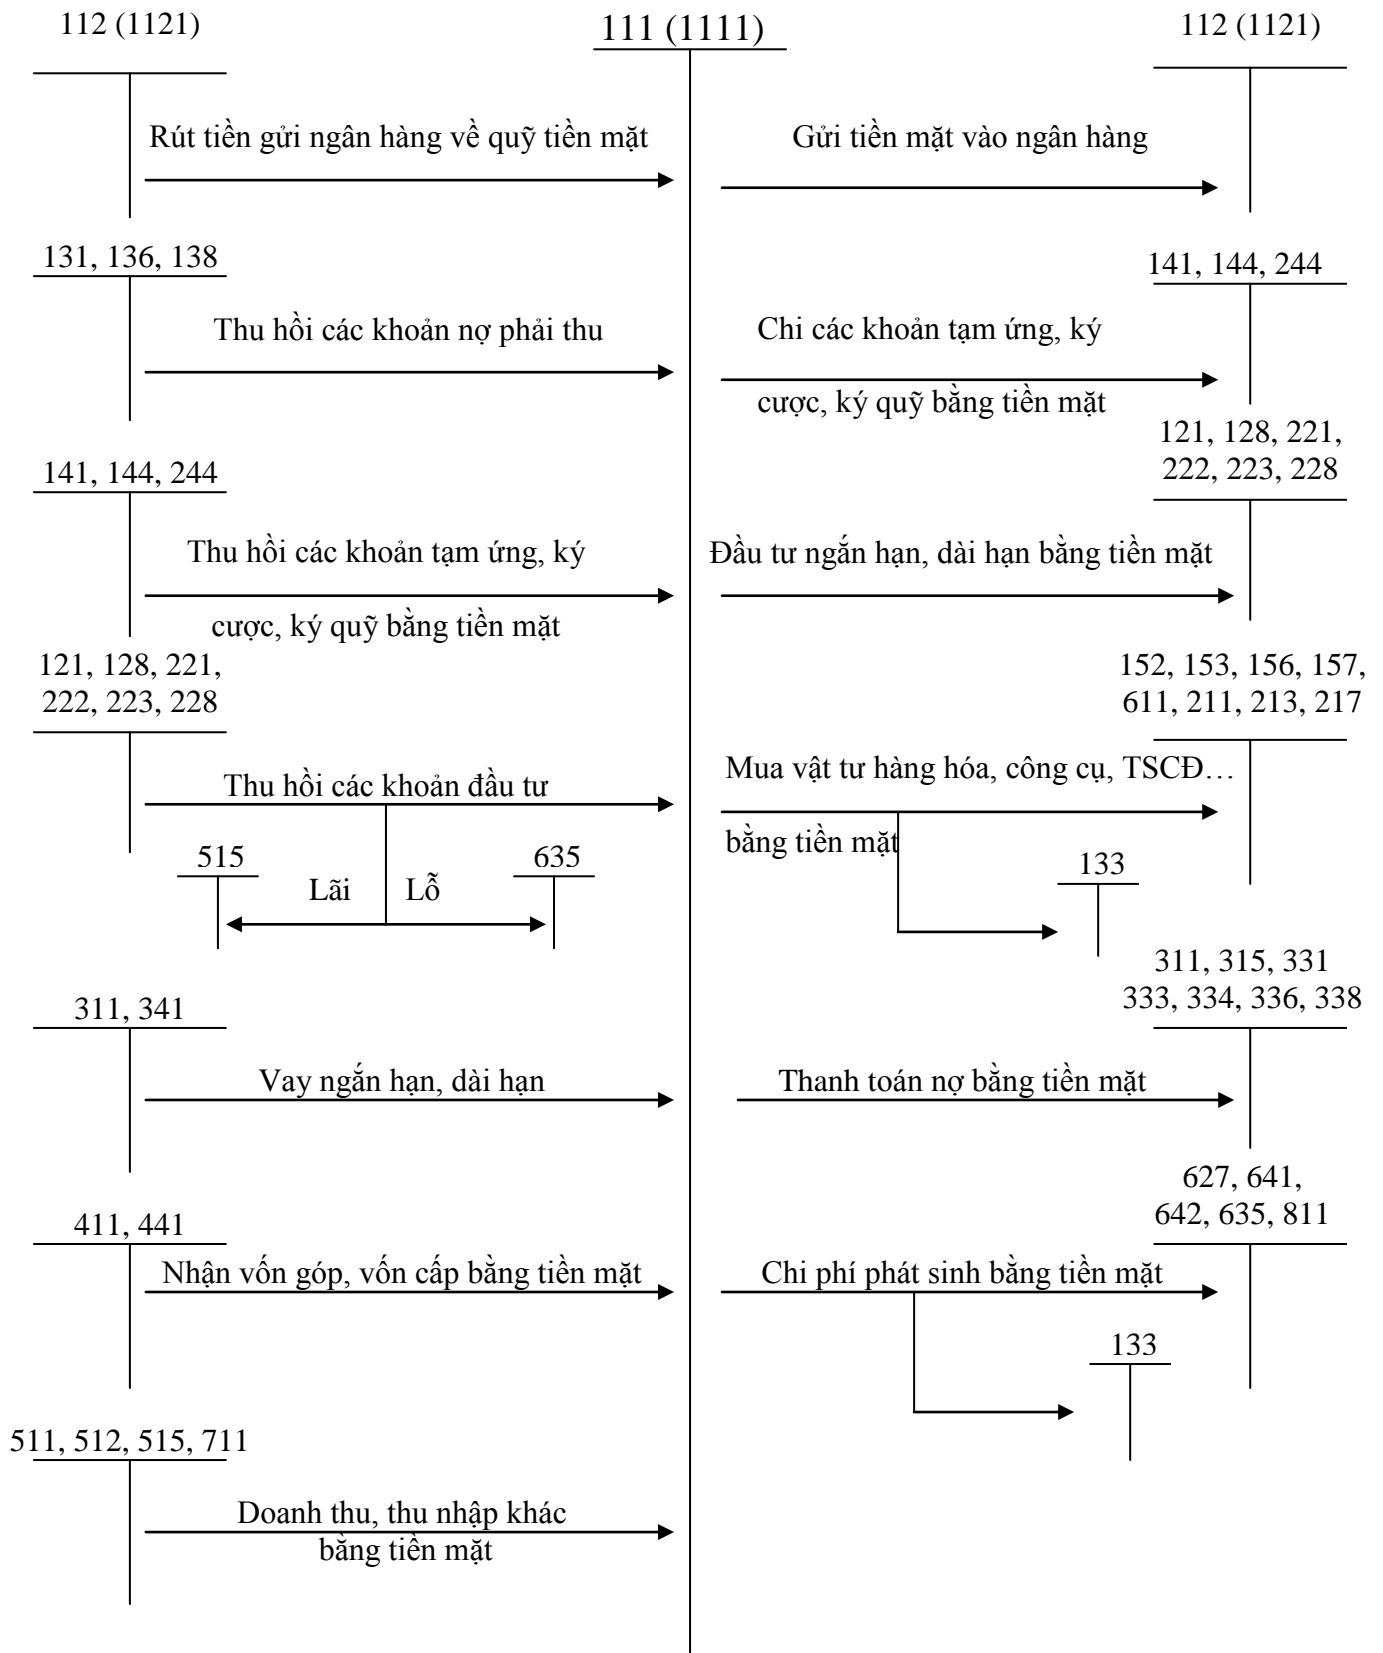 112 (1121)
111 (1111)
112 (1121)
Rút tiền gửi ngân hàng về quỹ tiền mặt
Gửi tiền mặt vào ngân hàng
131, 136, 138
141, 144, 244
Thu hồi các khoản nợ phải thu
Chi các khoản tạm ứng, ký
cược, ký quỹ bằng tiền mặt
121, 128, 221,
222, 223, 228
141, 144, 244
Thu hồi các khoản tạm ứng, ký
cược, ký quỹ bằng tiền mặt
Đầu tư ngắn hạn, dài hạn bằng tiền mặt
121, 128, 221,
222, 223, 228
152, 153, 156, 157,
611, 211, 213, 217
Thu hồi các khoản đầu tư
Mua vật tư hàng hóa, công cụ, TSCĐ…
bằng tiền mặt
515
635
133
Lãi
Lỗ
311, 315, 331
333, 334, 336, 338
311, 341
Vay ngắn hạn, dài hạn
Thanh toán nợ bằng tiền mặt
627, 641,
642, 635, 811
411, 441
Nhận vốn góp, vốn cấp bằng tiền mặt
Chi phí phát sinh bằng tiền mặt
133
511, 512, 515, 711
Doanh thu, thu nhập khác
bằng tiền mặt